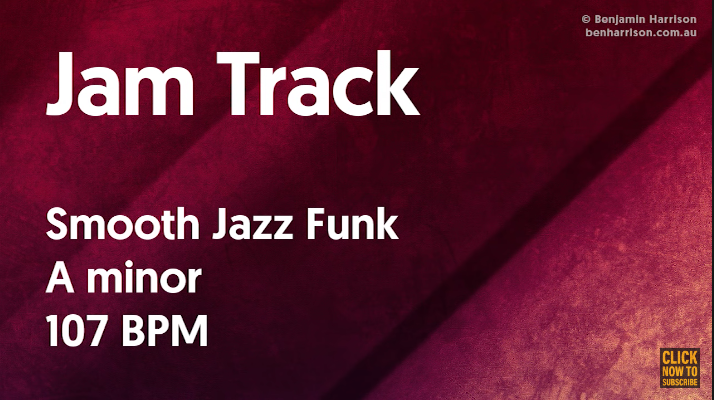 © Benjamin Harrison
benharrison.com.au
Jam Track
Smooth Jazz Funk
A minor
107 BPM
CLICK
NOW TO
SUBSCRIBE